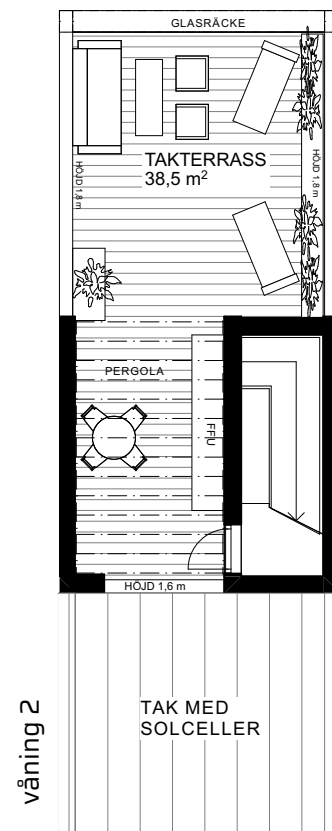 GLASRÄCKE
TAKTERRASS
38,5 m²
HÖJD 1,8 m
HÖJD 1,8 m
PERGOLA
FFU
HÖJD 1,6 m
TAK MED
SOLCELLER
våning 2